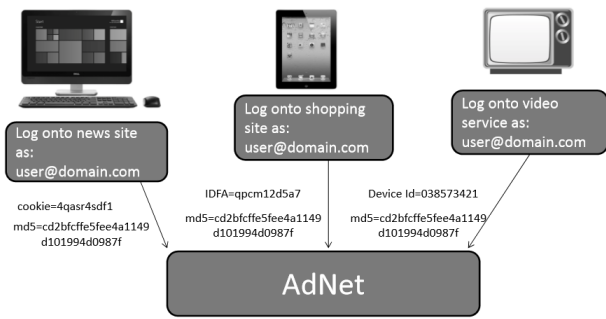 Log onto news site
as:
user@domain.com
Log onto shopping
site as:
user@domain.com
Log onto video
service as:
user@domain.com
cookie=4qasr4sdf1
md5=cd2bfcffe5fee4a1149
d101994d0987f
IDFA=qpcm12d5a7
md5=cd2bfcffe5fee4a1149
d101994d0987f
Device Id=038573421
md5=cd2bfcffe5fee4a1149
d101994d0987f
AdNet